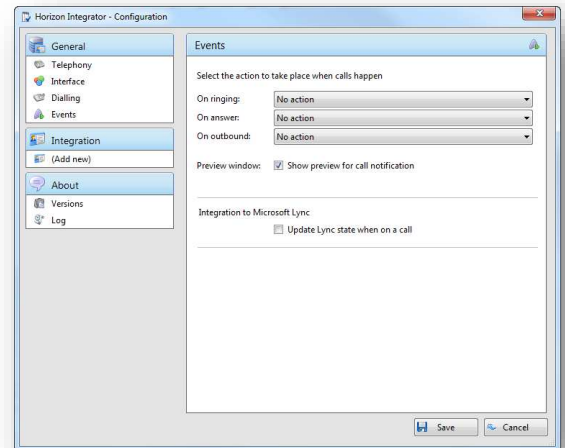 Horizon Integrator - Configuration
General
Telephony
Interface
Dialling
Events
Integration
(Add new)
About
Versions
Log
Events
Select the action to take place when calls happen
On ringing: No action
On answer: No action
On outbound: No action
Preview window: Show preview for call notification
Integration to Microsoft Lync
Update Lync state when on a call
Save Cancel